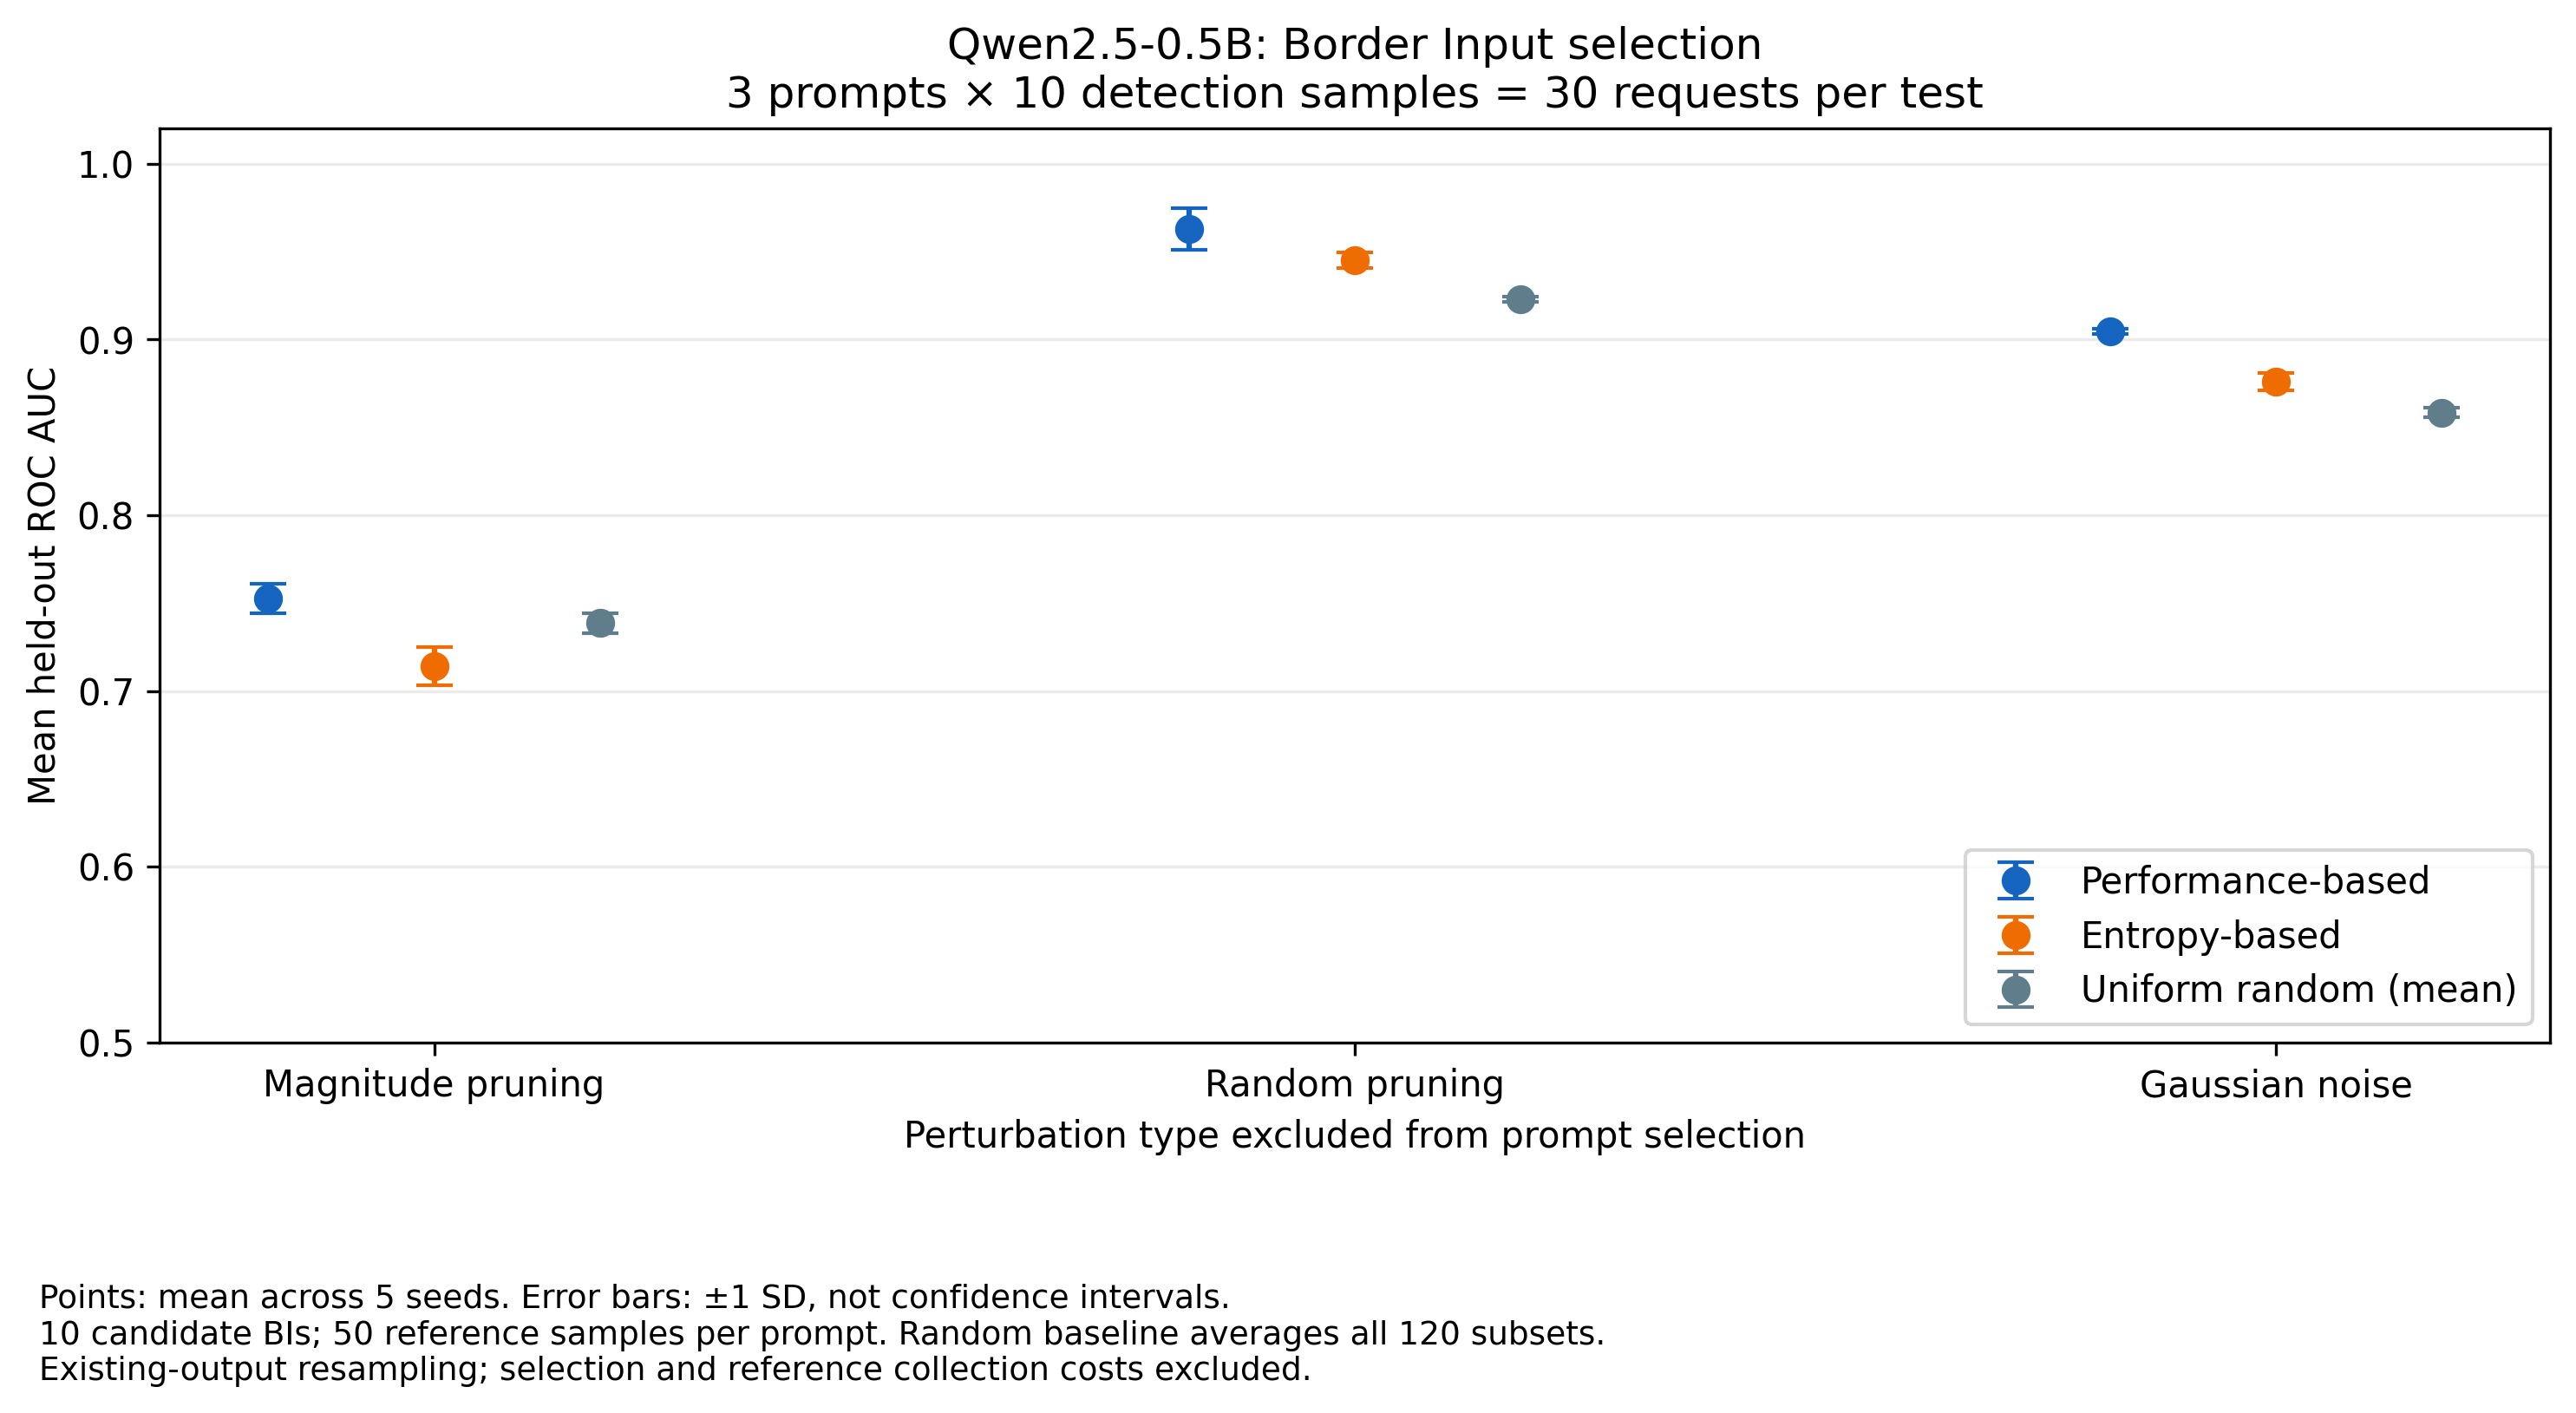 Qwen2.5-0.5B: Border Input selection
3 prompts × 10 detection samples = 30 requests per test
Mean held-out ROC AUC
1.0
0.9
0.8
0.7
0.6
0.5
Performance-based
Entropy-based
Uniform random (mean)
Magnitude pruning
Random pruning
Gaussian noise
Perturbation type excluded from prompt selection
Points: mean across 5 seeds. Error bars: ±1 SD, not confidence intervals.
10 candidate BIs; 50 reference samples per prompt. Random baseline averages all 120 subsets.
Existing-output resampling; selection and reference collection costs excluded.